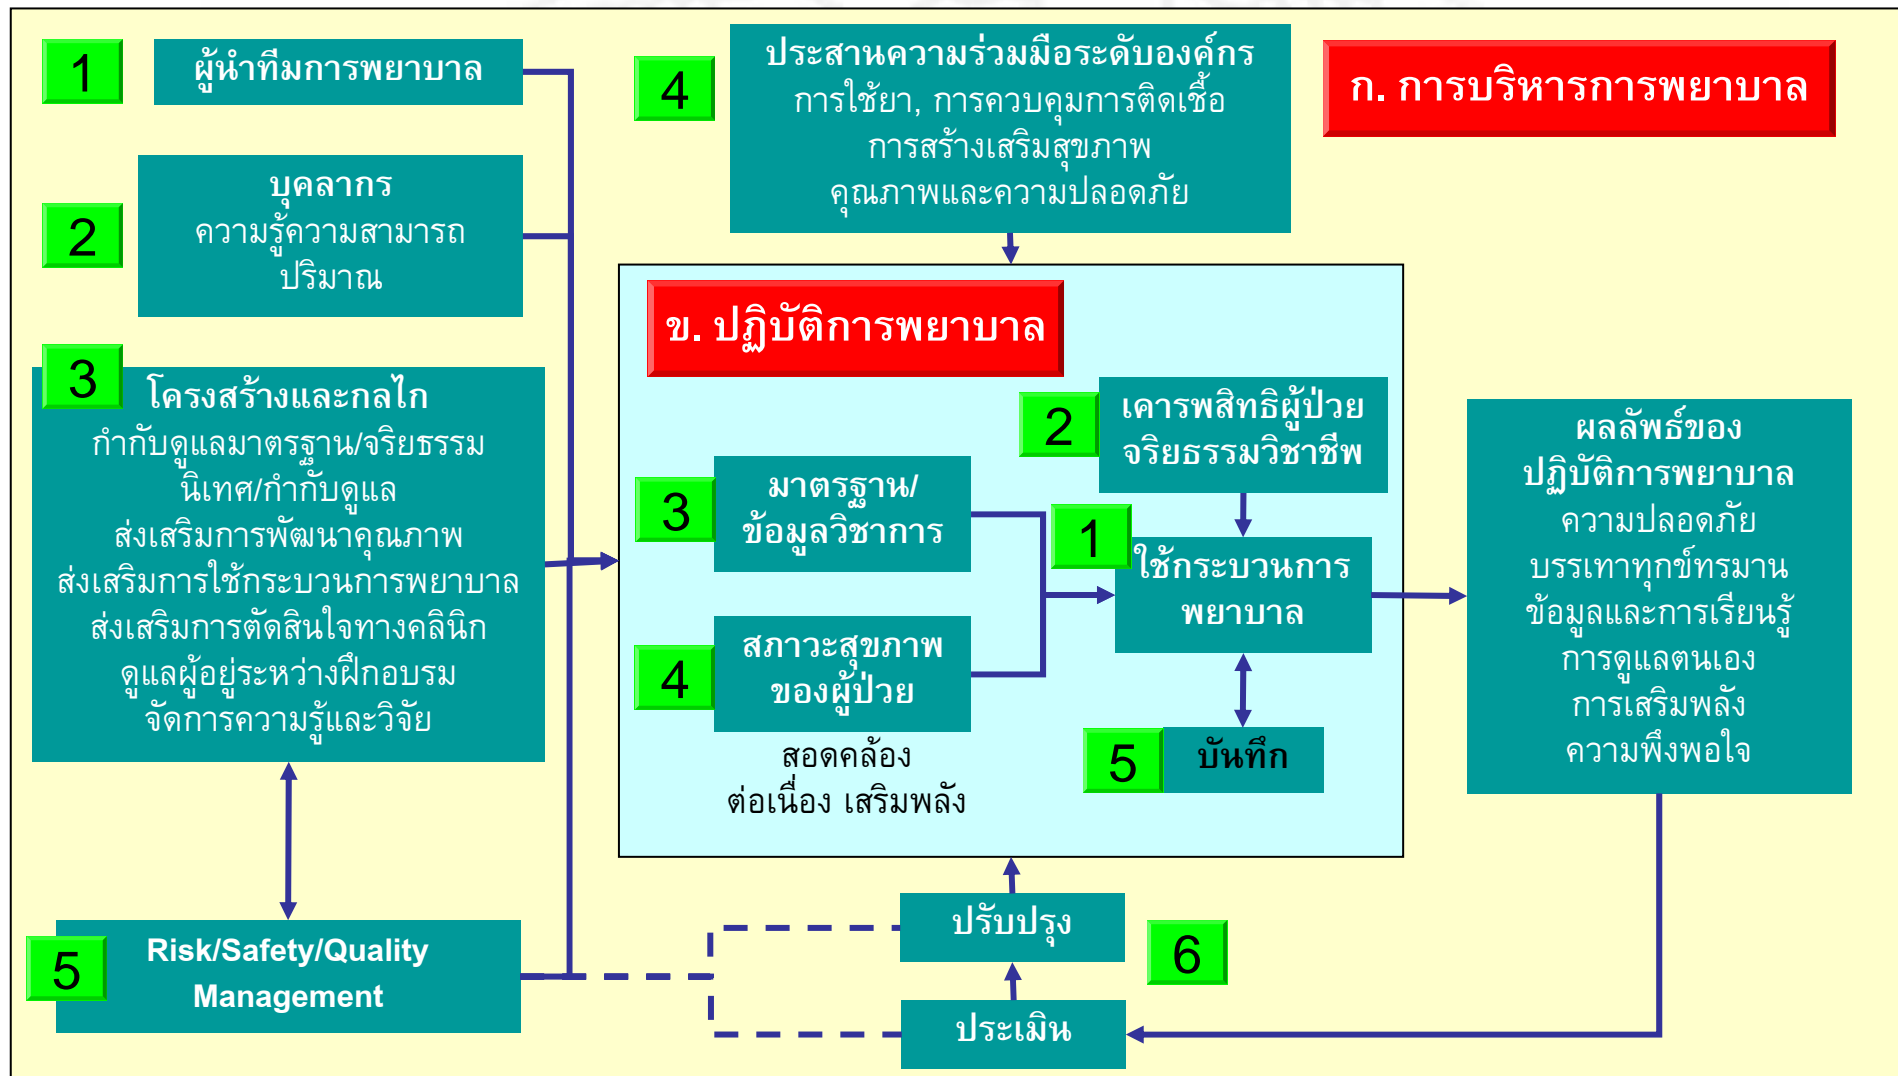 1
ผู้นำทีมการพยาบาล
2
บุคลากร
ความรู้ความสามารถ
ปริมาณ
3
โครงสร้างและกลไก
กำกับดูแลมาตรฐาน/จริยธรรม
นิเทศ/กำกับดูแล
ส่งเสริมการพัฒนาคุณภาพ
ส่งเสริมการใช้กระบวนการพยาบาล
ส่งเสริมการตัดสินใจทางคลินิก
ดูแลผู้อยู่ระหว่างฝึกอบรม
จัดการความรู้และวิจัย
5
Risk/Safety/Quality
Management
4
ประสานความร่วมมือระดับองค์กร
การใช้ยา, การควบคุมการติดเชื้อ
การสร้างเสริมสุขภาพ
คุณภาพและความปลอดภัย
ก. การบริหารการพยาบาล
ข. ปฏิบัติการพยาบาล
2
เคารพสิทธิผู้ป่วย
จริยธรรมวิชาชีพ
3
มาตรฐาน/
ข้อมูลวิชาการ
1
ใช้กระบวนการ
พยาบาล
4
สภาวะสุขภาพ
ของผู้ป่วย
สอดคล้อง
ต่อเนื่อง เสริมพลัง
5
บันทึก
ผลลัพธ์ของ
ปฏิบัติการพยาบาล
ความปลอดภัย
บรรเทาทุกข์ทรมาน
ข้อมูลและการเรียนรู้
การดูแลตนเอง
การเสริมพลัง
ความพึงพอใจ
ปรับปรุง
6
ประเมิน